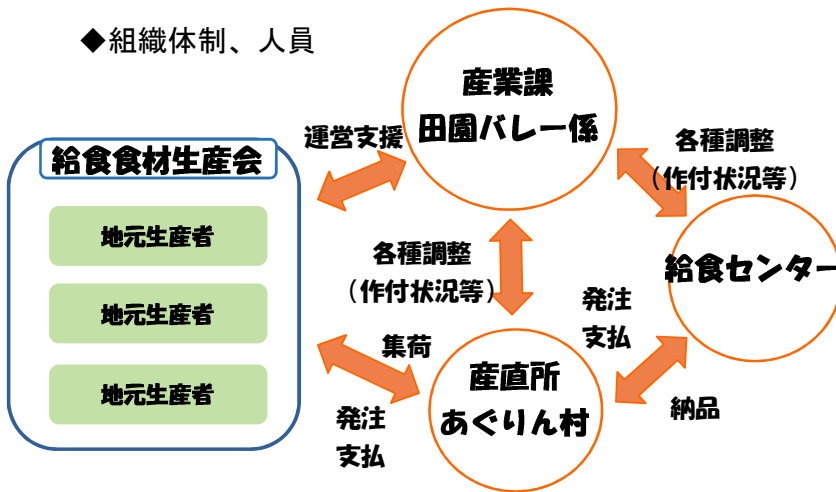 ◆組織体制、人員
産業課
田園バレー係
運営支援
各種調整
（作付状況等）
給食食材生産会
地元生産者
地元生産者
地元生産者
各種調整
（作付状況等）
給食センター
発注
支払
集荷
産直所
あぐりん村
発注
支払
納品